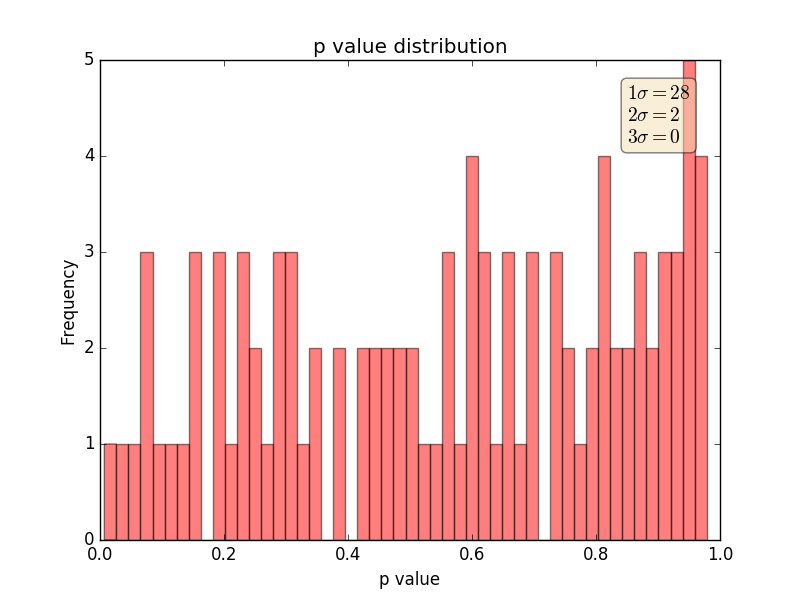 p value distribution
5
1σ = 28
2σ = 2
3σ = 0
4
3
2
1
0
Frequency
0.0 0.2 0.4 0.6 0.8 1.0
p value